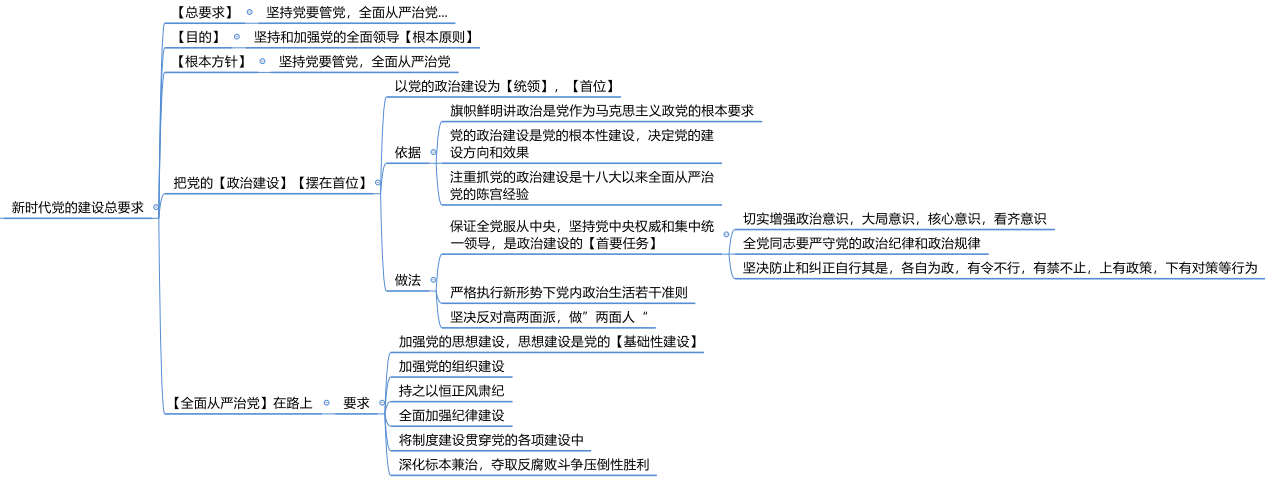 【总要求】 坚持党要管党，全面从严治党...
【目的】 坚持和加强党的全面领导【根本原则】
【根本方针】 坚持党要管党，全面从严治党
以党的政治建设为【统领】，【首位】
旗帜鲜明讲政治是党作为马克思主义政党的根本要求
党的政治建设是党的根本性建设，决定党的建
设方向和效果
依据
注重抓党的政治建设是十八大以来全面从严治
党的陈宫经验
把党的【政治建设】【摆在首位】
新时代党的建设总要求
保证全党服从中央，坚持党中央权威和集中统
一领导，是政治建设的【首要任务】
切实增强政治意识，大局意识，核心意识，看齐意识
全党同志要严守党的政治纪律和政治规律
坚决防止和纠正自行其是，各自为政，有令不行，有禁不止，上有政策，下有对策等行为
做法
严格执行新形势下党内政治生活若干准则
坚决反对高两面派，做”两面人“
加强党的思想建设，思想建设是党的【基础性建设】
加强党的组织建设
持之以恒正风肃纪
【全面从严治党】在路上 要求
全面加强纪律建设
将制度建设贯穿党的各项建设中
深化标本兼治，夺取反腐败斗争压倒性胜利